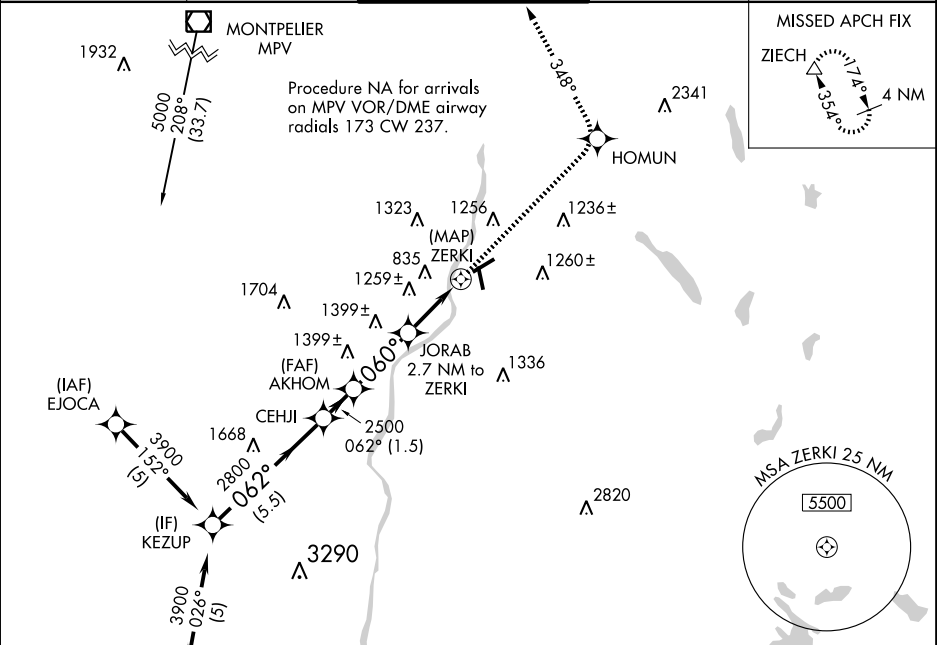 MONTPELIER
MPV
1932
5000
208°
(33.7)
Procedure NA for arrivals
on MPV VOR/DME airway
radials 173 CW 237.
348°
2341
HOMUN
MISSED APCH FIX
ZIECH
174°
354°
4 NM
1323
1256
1236±
(MAP)
ZERKI
835
1259±
1260±
1704
1399±
1399±
060°
JORAB
2.7 NM to
ZERKI
1336
(FAF)
AKHOM
CEHJI
2500
062° (1.5)
(IAF)
EJOCA
3900
152°
(5)
1668
2800
062°
(5.5)
(IF)
KEZUP
2820
3290
3900
026°
(5)
MSA ZERKI 25 NM
5500